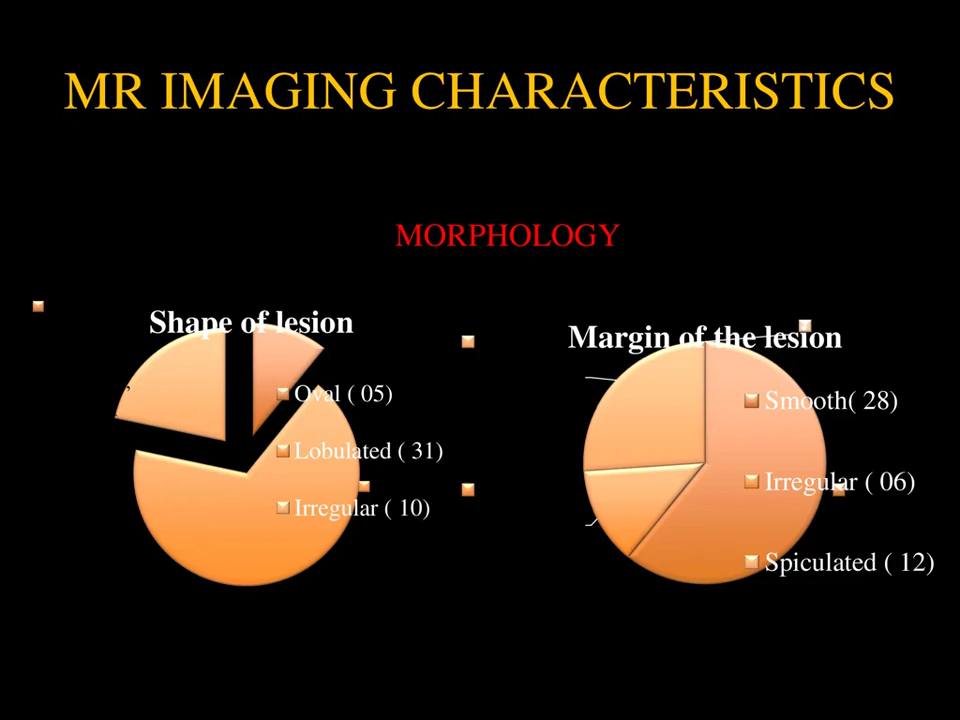 MR IMAGING CHARACTERISTICS
MORPHOLOGY
Shape of lesion
Oval ( 05)
Lobulated ( 31)
Irregular ( 10)
Margin of the lesion
Smooth( 28)
Irregular ( 06)
Spiculated ( 12)